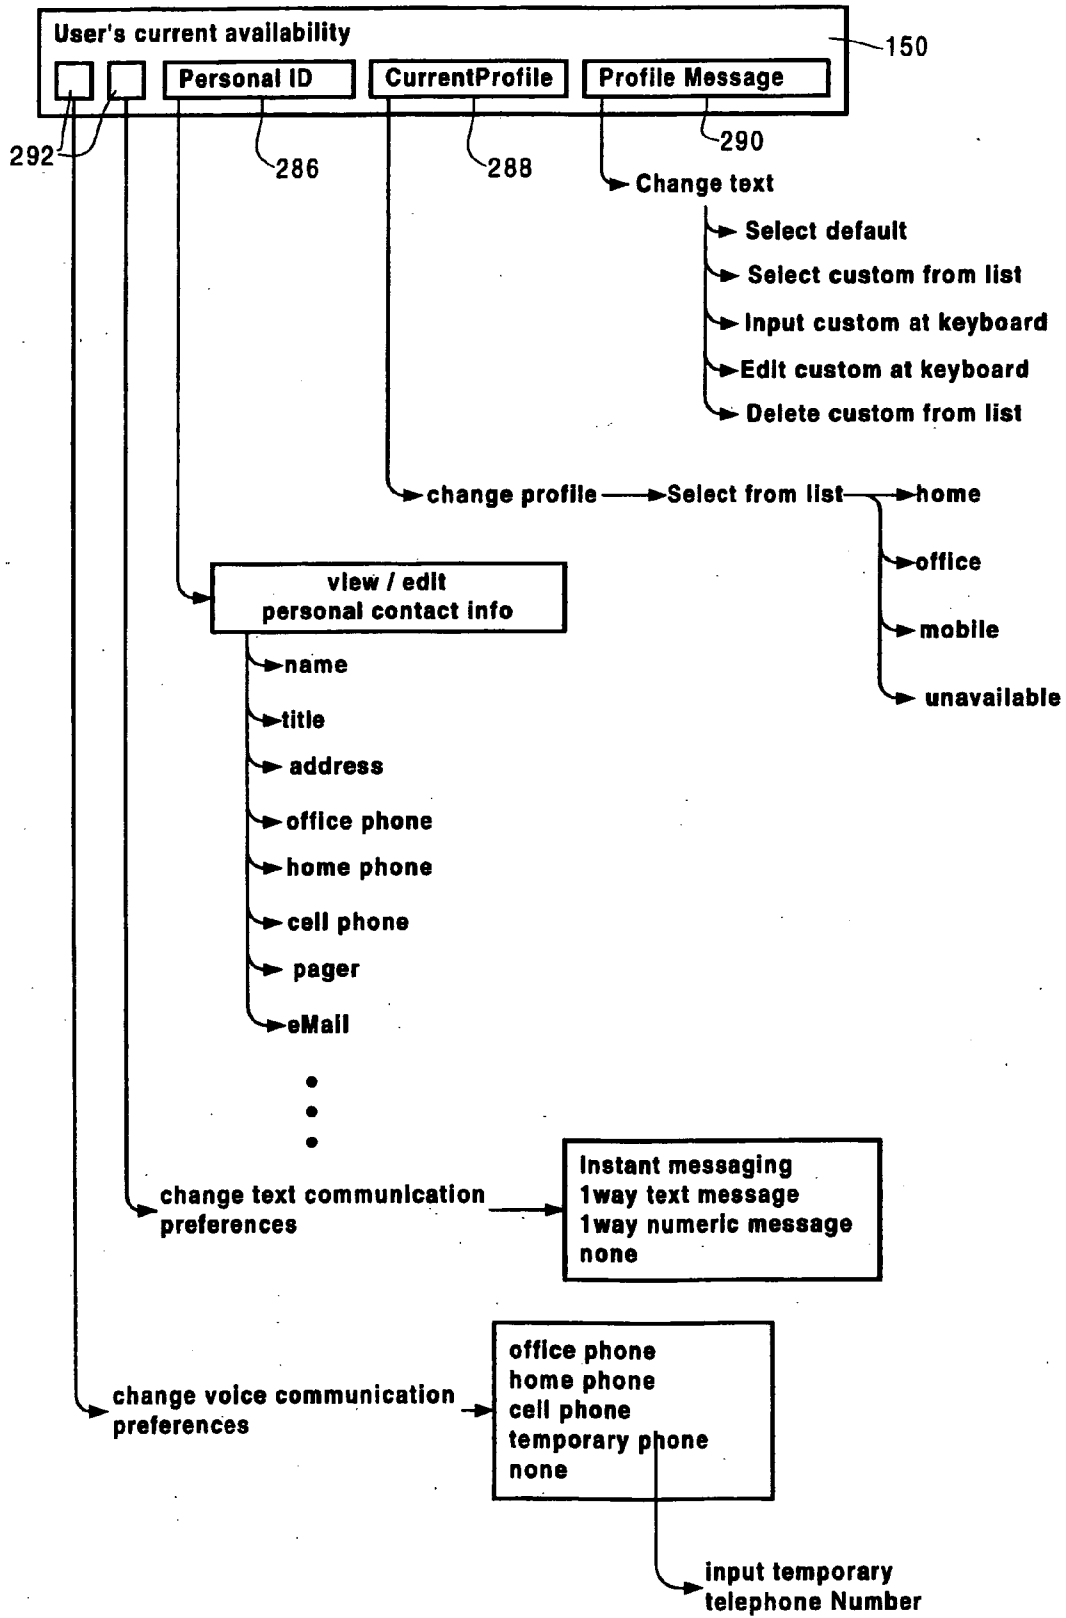 User's current availability
150
Personal ID
CurrentProfile
Profile Message
292
286
288
290
Change text
Select default
Select custom from list
Input custom at keyboard
Edit custom at keyboard
Delete custom from list
change profile
Select from list
home
office
mobile
unavailable
view / edit
personal contact info
name
title
address
office phone
home phone
cell phone
pager
eMail
change text communication
preferences
Instant messaging
1way text message
1way numeric message
none
change voice communication
preferences
office phone
home phone
cell phone
temporary phone
none
input temporary
telephone Number